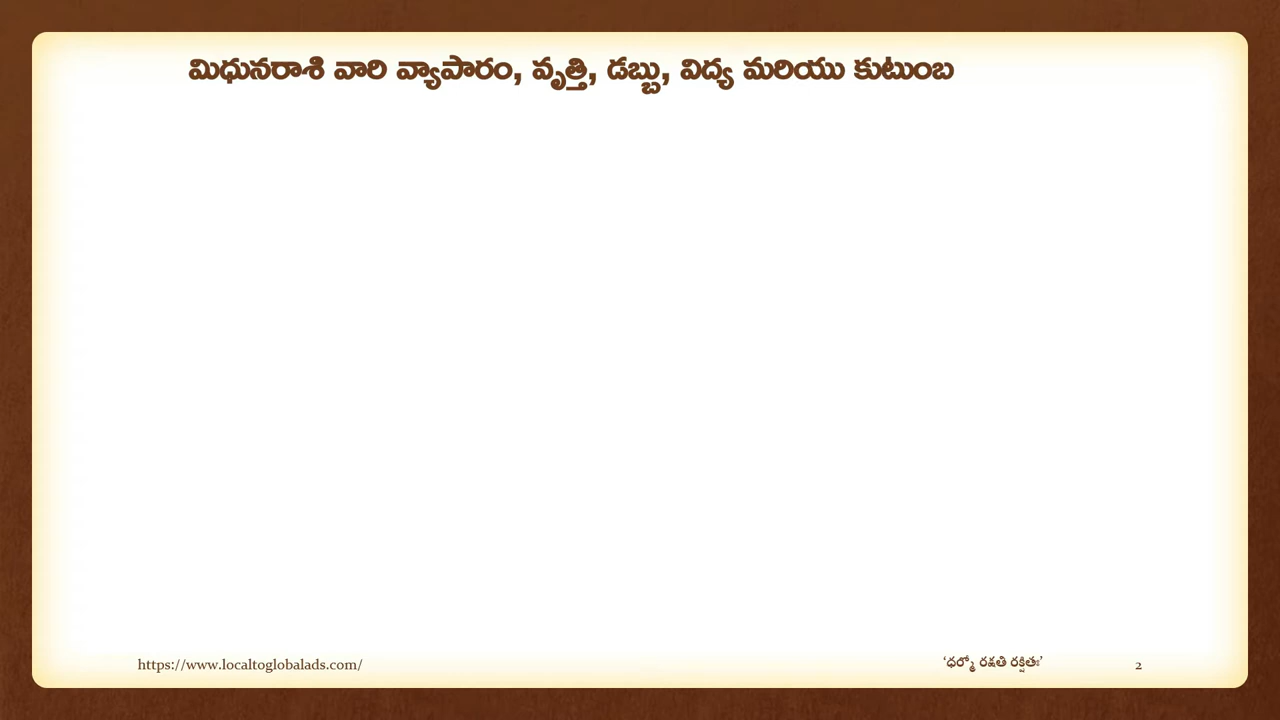 మిధునరాశి వారి వ్యాపారం, వృత్తి, డబ్బు, విద్య మరియు కుటుంబ
https://www.localtoglobalads.com/
‘ధర్మో రక్షతి రక్షితః’
2